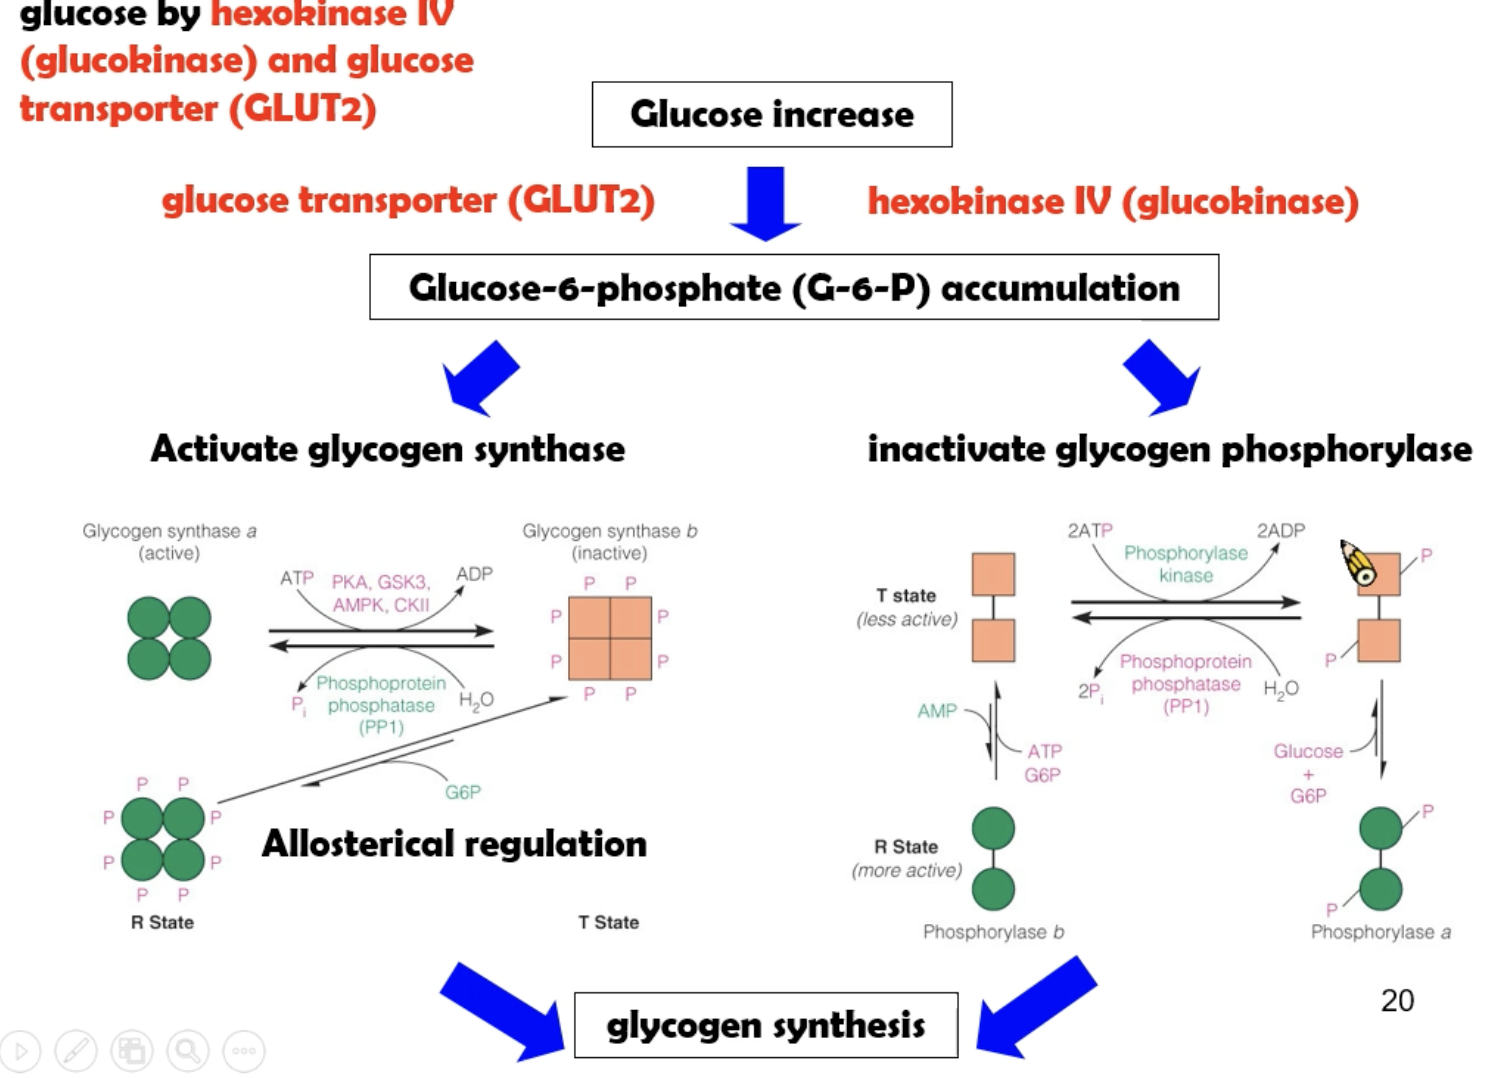 glucose by hexokinase IV
(glucokinase) and glucose
transporter (GLUT2)
Glucose increase
glucose transporter (GLUT2)
hexokinase IV (glucokinase)
Glucose-6-phosphate (G-6-P) accumulation
Activate glycogen synthase
inactivate glycogen phosphorylase
Glycogen synthase a
(active)
Glycogen synthase b
(inactive)
ATP
PKA, GSK3,
AMPK, CKII
ADP
P P
P P
P P
P P
Phosphoprotein
phosphatase
(PP1)
Pi
H2O
G6P
P P
P P
P P
P P
Allosterical regulation
R State
T State
2ATP
2ADP
Phosphorylase
kinase
P
T state
(less active)
P
Phosphoprotein
phosphatase
(PP1)
2Pi
H2O
AMP
ATP
G6P
Glucose
+
G6P
P
R State
(more active)
P
Phosphorylase b
Phosphorylase a
20
glycogen synthesis